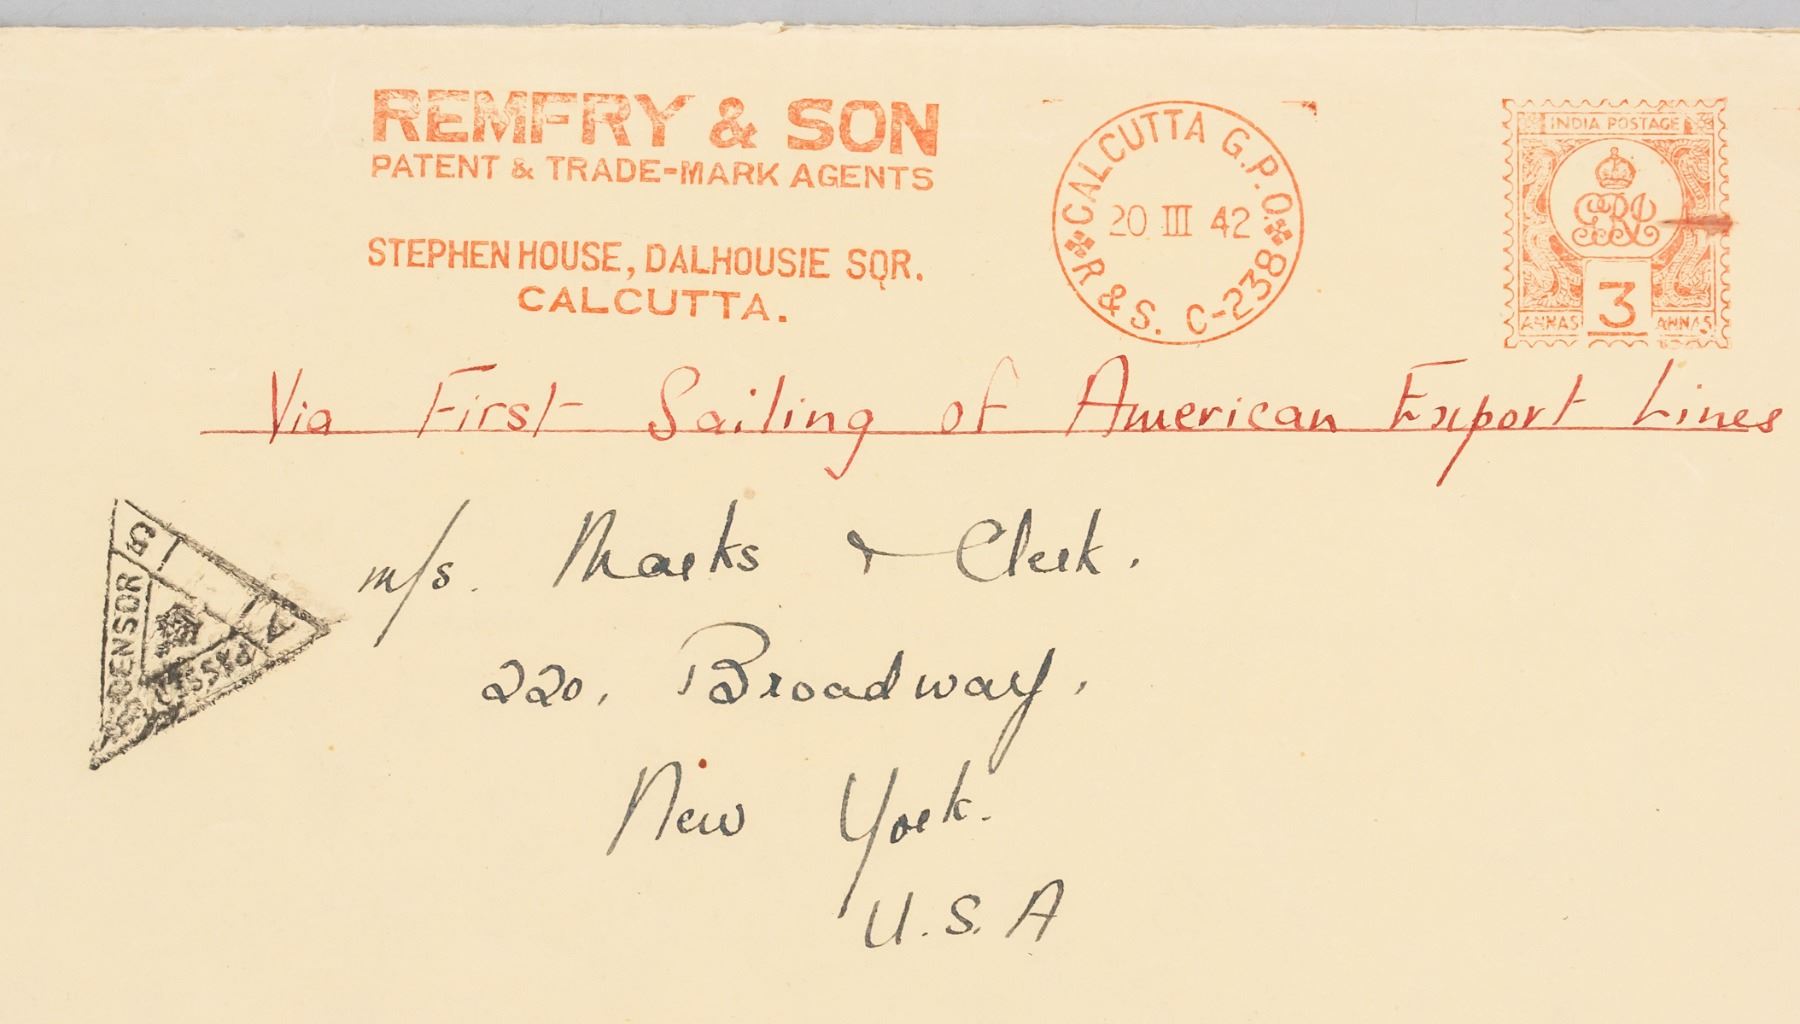 REMFRY & SON
PATENT & TRADE-MARK AGENTS
STEPHEN HOUSE, DALHOUSIE SQR.
CALCUTTA.
CALCUTTA G.P.O.
20 III 42
R & S. C-238
INDIA POSTAGE
3
ANNAS ANNAS
Via First Sailing of American Export Lines
CENSOR
PASSED
m/s. Marks & Clerk.
220, Broadway,
New York.
U.S.A